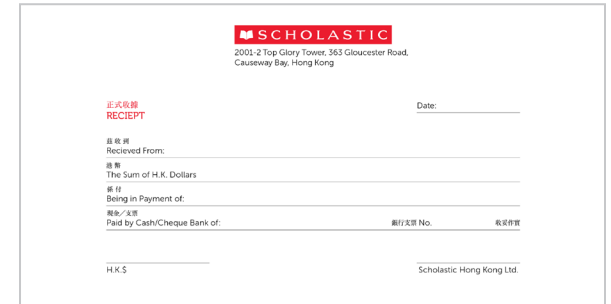 SCHOLASTIC
2001-2 Top Glory Tower, 363 Gloucester Road,
Causeway Bay, Hong Kong
正式收據
RECIEPT
Date:
茲收到
Recieved From:
港幣
The Sum of H.K. Dollars
係付
Being in Payment of:
現金／支票
Paid by Cash/Cheque Bank of: 銀行支票 No. 收妥作實
H.K.$ Scholastic Hong Kong Ltd.